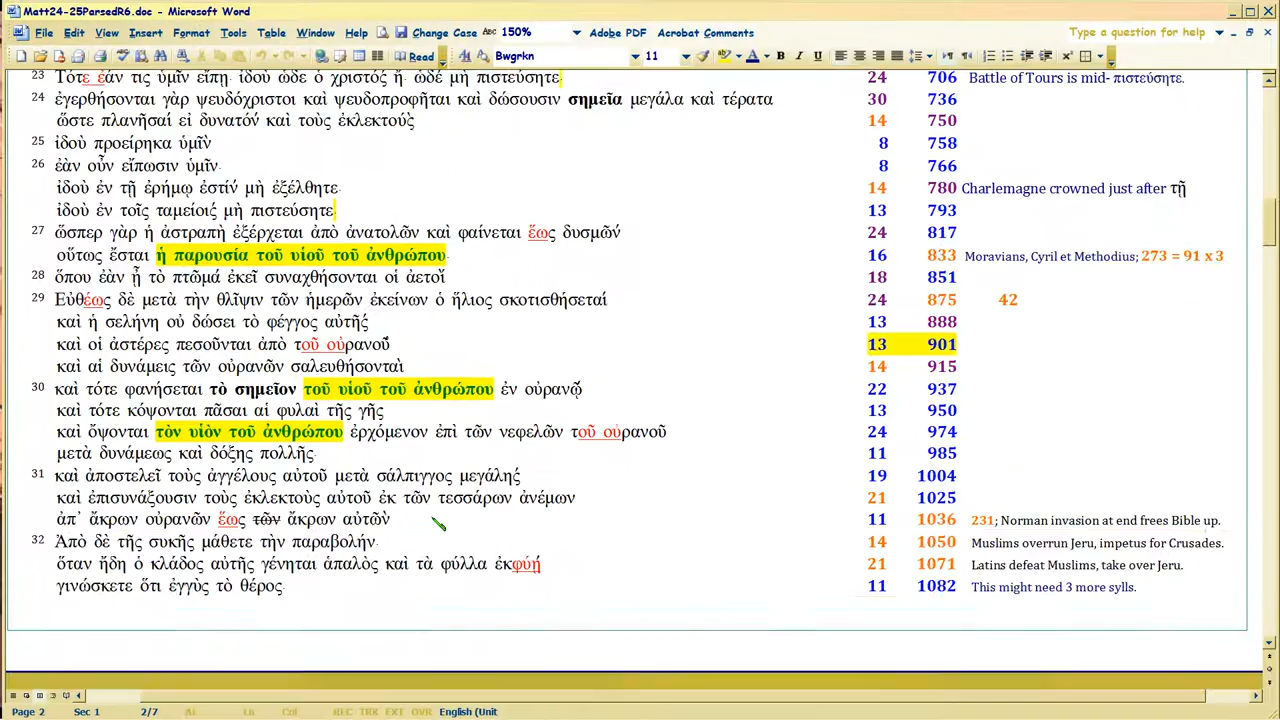 Matt24-25ParsedR6.doc - Microsoft Word
File Edit View Insert Format Tools Table Window Help Change Case 150% Adobe PDF Acrobat Comments Type a question for help
Read Bwgrkn 11
23 Τότε ἐάν τις ὑμῖν εἴπῃ· ἰδοὺ ὧδε ὁ χριστός ἤ· ὧδέ μὴ πιστεύσητε· 24 706 Battle of Tours is mid- πιστεύσητε.
24 ἐγερθήσονται γὰρ ψευδόχριστοι καὶ ψευδοπροφῆται καὶ δώσουσιν σημεῖα μεγάλα καὶ τέρατα 30 736
ὥστε πλανῆσαί εἰ δυνατόν καὶ τοὺς ἐκλεκτούς 14 750
25 ἰδοὺ προείρηκα ὑμῖν 8 758
26 ἐὰν οὖν εἴπωσιν ὑμῖν· 8 766
ἰδοὺ ἐν τῇ ἐρήμῳ ἐστίν μὴ ἐξέλθητε· 14 780 Charlemagne crowned just after τῇ
ἰδοὺ ἐν τοῖς ταμείοις μὴ πιστεύσητε· 13 793
27 ὥσπερ γὰρ ἡ ἀστραπὴ ἐξέρχεται ἀπὸ ἀνατολῶν καὶ φαίνεται ἕως δυσμῶν 24 817
οὕτως ἔσται ἡ παρουσία τοῦ υἱοῦ τοῦ ἀνθρώπου· 16 833 Moravians, Cyril et Methodius; 273 = 91 x 3
28 ὅπου ἐὰν ᾖ τὸ πτῶμα ἐκεῖ συναχθήσονται οἱ ἀετοί 18 851
29 Εὐθέως δὲ μετὰ τὴν θλῖψιν τῶν ἡμερῶν ἐκείνων ὁ ἥλιος σκοτισθήσεται 24 875 42
καὶ ἡ σελήνη οὐ δώσει τὸ φέγγος αὐτῆς 13 888
καὶ οἱ ἀστέρες πεσοῦνται ἀπὸ τοῦ οὐρανοῦ 13 901
καὶ αἱ δυνάμεις τῶν οὐρανῶν σαλευθήσονται 14 915
30 καὶ τότε φανήσεται τὸ σημεῖον τοῦ υἱοῦ τοῦ ἀνθρώπου ἐν οὐρανῷ 22 937
καὶ τότε κόψονται πᾶσαι αἱ φυλαὶ τῆς γῆς 13 950
καὶ ὄψονται τὸν υἱὸν τοῦ ἀνθρώπου ἐρχόμενον ἐπὶ τῶν νεφελῶν τοῦ οὐρανοῦ 24 974
μετὰ δυνάμεως καὶ δόξης πολλῆς· 11 985
31 καὶ ἀποστελεῖ τοὺς ἀγγέλους αὐτοῦ μετὰ σάλπιγγος μεγάλης 19 1004
καὶ ἐπισυνάξουσιν τοὺς ἐκλεκτοὺς αὐτοῦ ἐκ τῶν τεσσάρων ἀνέμων 21 1025
ἀπ᾽ ἄκρων οὐρανῶν ἕως τῶν ἄκρων αὐτῶν 11 1036 231; Norman invasion at end frees Bible up.
32 Ἀπὸ δὲ τῆς συκῆς μάθετε τὴν παραβολήν· 14 1050 Muslims overrun Jeru, impetus for Crusades.
ὅταν ἤδη ὁ κλάδος αὐτῆς γένηται ἁπαλὸς καὶ τὰ φύλλα ἐκφύῃ 21 1071 Latins defeat Muslims, take over Jeru.
γινώσκετε ὅτι ἐγγὺς τὸ θέρος· 11 1082 This might need 3 more sylls.
Page 2 Sec 1 2/7 At Ln Col REC TRK EXT OVR English (Unit